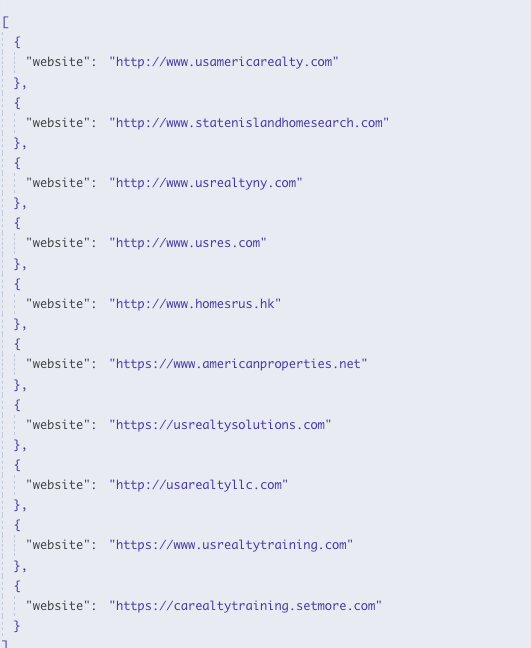 [
{
"website": "http://www.usamericarealty.com"
},
{
"website": "http://www.statenislandhomesearch.com"
},
{
"website": "http://www.usrealtyny.com"
},
{
"website": "http://www.usres.com"
},
{
"website": "http://www.homesrus.hk"
},
{
"website": "https://www.americanproperties.net"
},
{
"website": "https://usrealtysolutions.com"
},
{
"website": "http://usarealtyllc.com"
},
{
"website": "https://www.usrealtytraining.com"
},
{
"website": "https://carealtytraining.setmore.com"
}
]